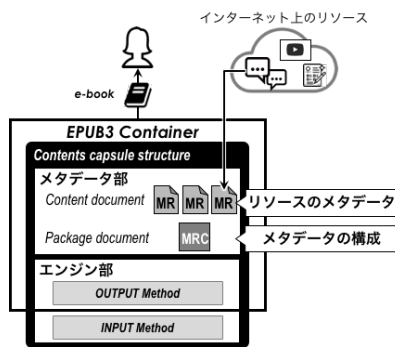 インターネット上のリソース
e-book
EPUB3 Container
Contents capsule structure
メタデータ部
Content document
MR MR MR
リソースのメタデータ
Package document
MRC
メタデータの構成
エンジン部
OUTPUT Method
INPUT Method